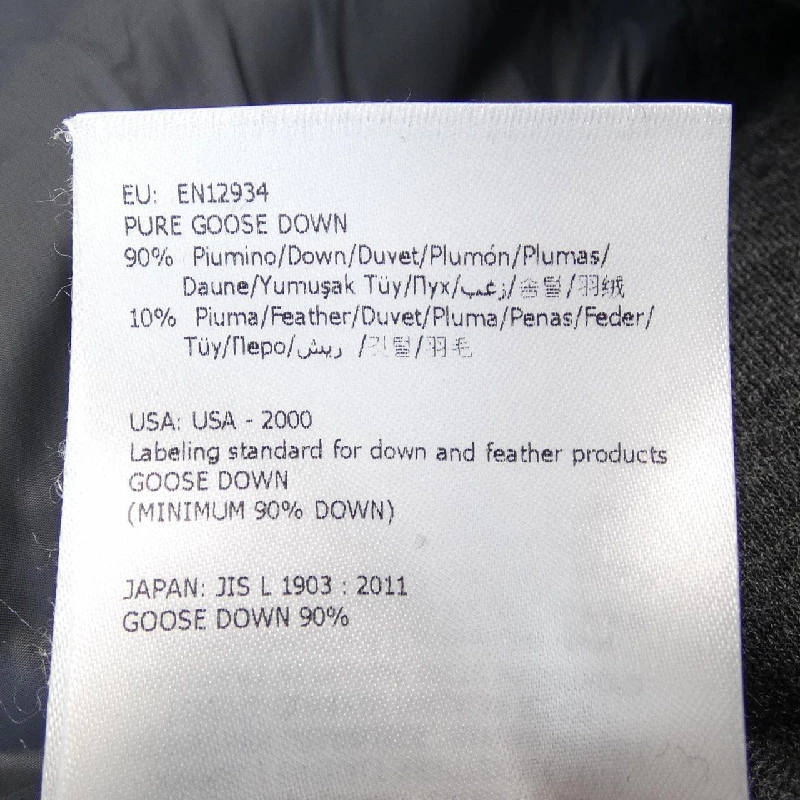 EU: EN12934
PURE GOOSE DOWN
90% Piumino/Down/Duvet/Plumón/Plumas/
Daune/Yumuşak Tüy/Пух/زغب/솜털/羽绒
10% Piuma/Feather/Duvet/Pluma/Penas/Feder/
Tüy/Перо/ريش /깃털/羽毛
USA: USA - 2000
Labeling standard for down and feather products
GOOSE DOWN
(MINIMUM 90% DOWN)
JAPAN: JIS L 1903 : 2011
GOOSE DOWN 90%